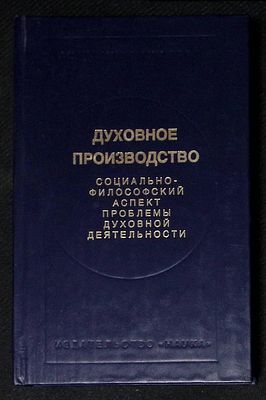 ДУХОВНОЕ
ПРОИЗВОДСТВО
СОЦИАЛЬНО-
ФИЛОСОФСКИЙ
АСПЕКТ
ПРОБЛЕМЫ
ДУХОВНОЙ
ДЕЯТЕЛЬНОСТИ
ИЗДАТЕЛЬСТВО «НАУКА»